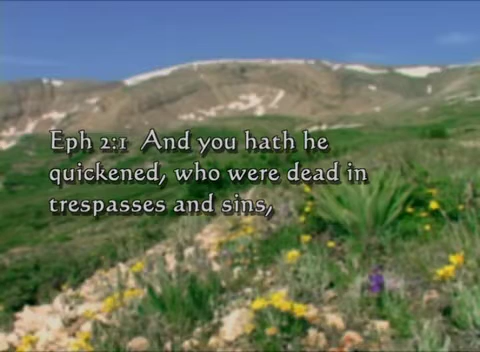 Eph 2:1  And you hath he
quickened, who were dead in
trespasses and sins,